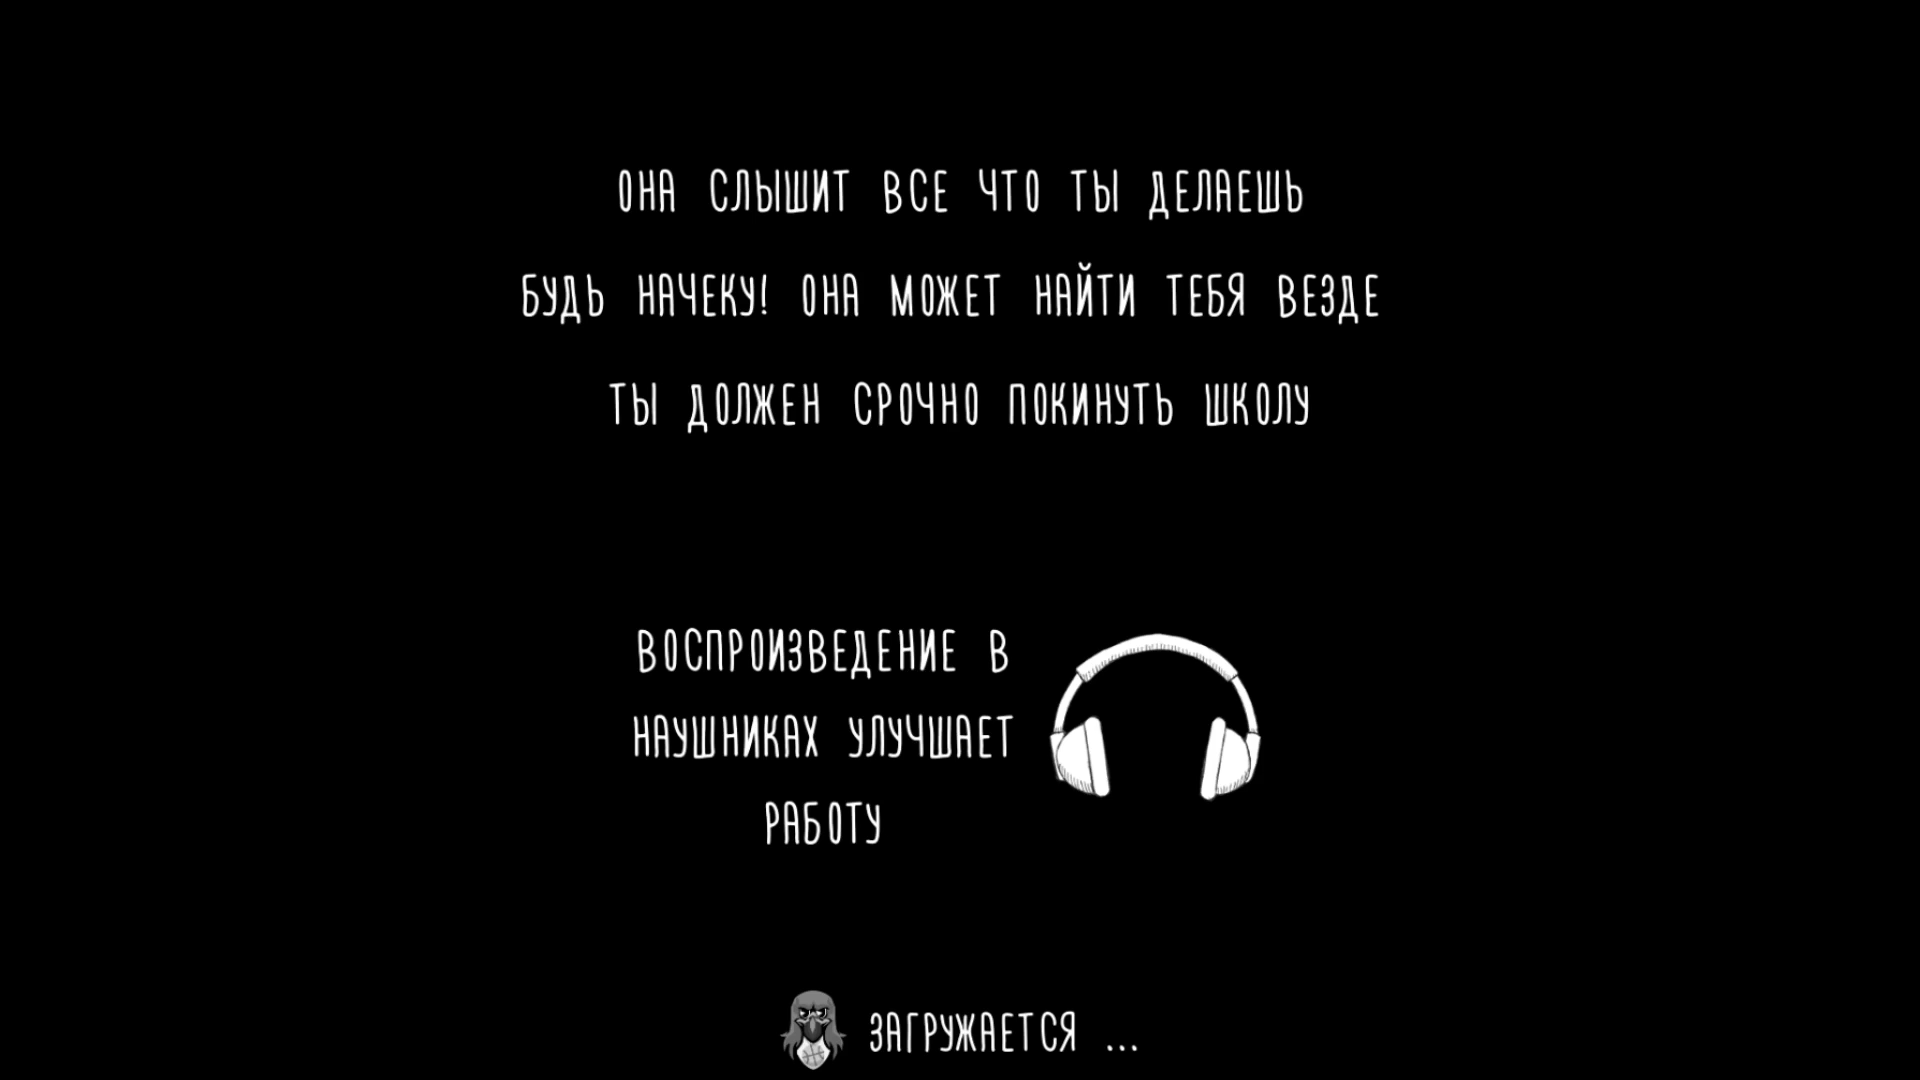 ОНА СЛЫШИТ ВСЕ ЧТО ТЫ ДЕЛАЕШЬ
БУДЬ НАЧЕКУ! ОНА МОЖЕТ НАЙТИ ТЕБЯ ВЕЗДЕ
ТЫ ДОЛЖЕН СРОЧНО ПОКИНУТЬ ШКОЛУ
ВОСПРОИЗВЕДЕНИЕ В
НАУШНИКАХ УЛУЧШАЕТ
РАБОТУ
ЗАГРУЖАЕТСЯ ...